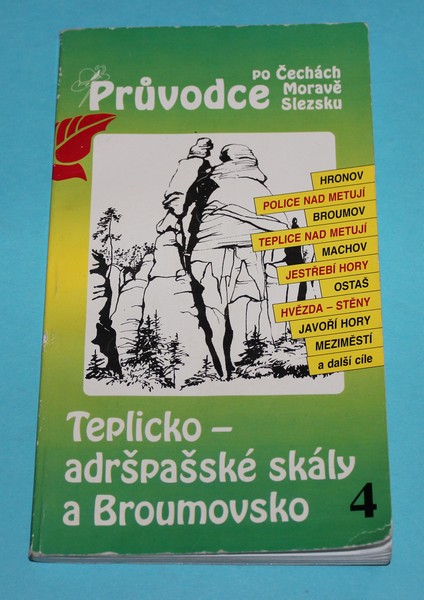 Průvodce
po Čechách
Moravě
Slezsku
HRONOV
POLICE NAD METUJÍ
BROUMOV
TEPLICE NAD METUJÍ
MACHOV
JESTŘEBÍ HORY
OSTAŠ
HVĚZDA – STĚNY
JAVOŘÍ HORY
MEZIMĚSTÍ
a další cíle
Teplicko –
adršpašské skály
a Broumovsko
4